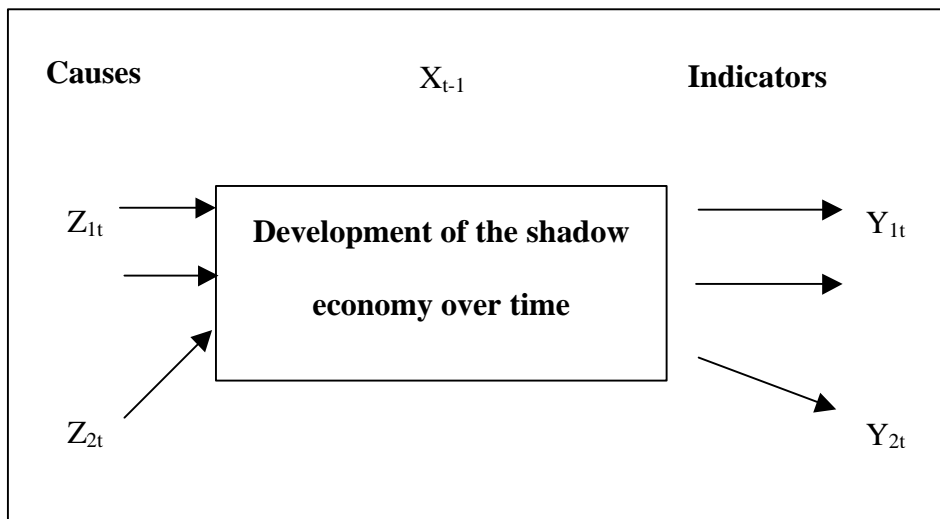 Causes X_{t-1} Indicators
Z_{1t} Development of the shadow Y_{1t}
economy over time
Z_{2t} Y_{2t}